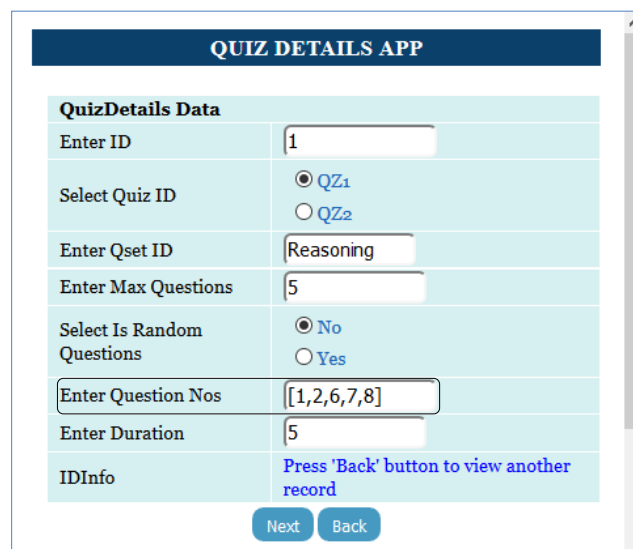 QUIZ DETAILS APP
QuizDetails Data
Enter ID 1
Select Quiz ID
QZ1
QZ2
Enter Qset ID Reasoning
Enter Max Questions 5
Select Is Random
Questions
No
Yes
Enter Question Nos [1,2,6,7,8]
Enter Duration 5
IDInfo
Press 'Back' button to view another
record
Next Back